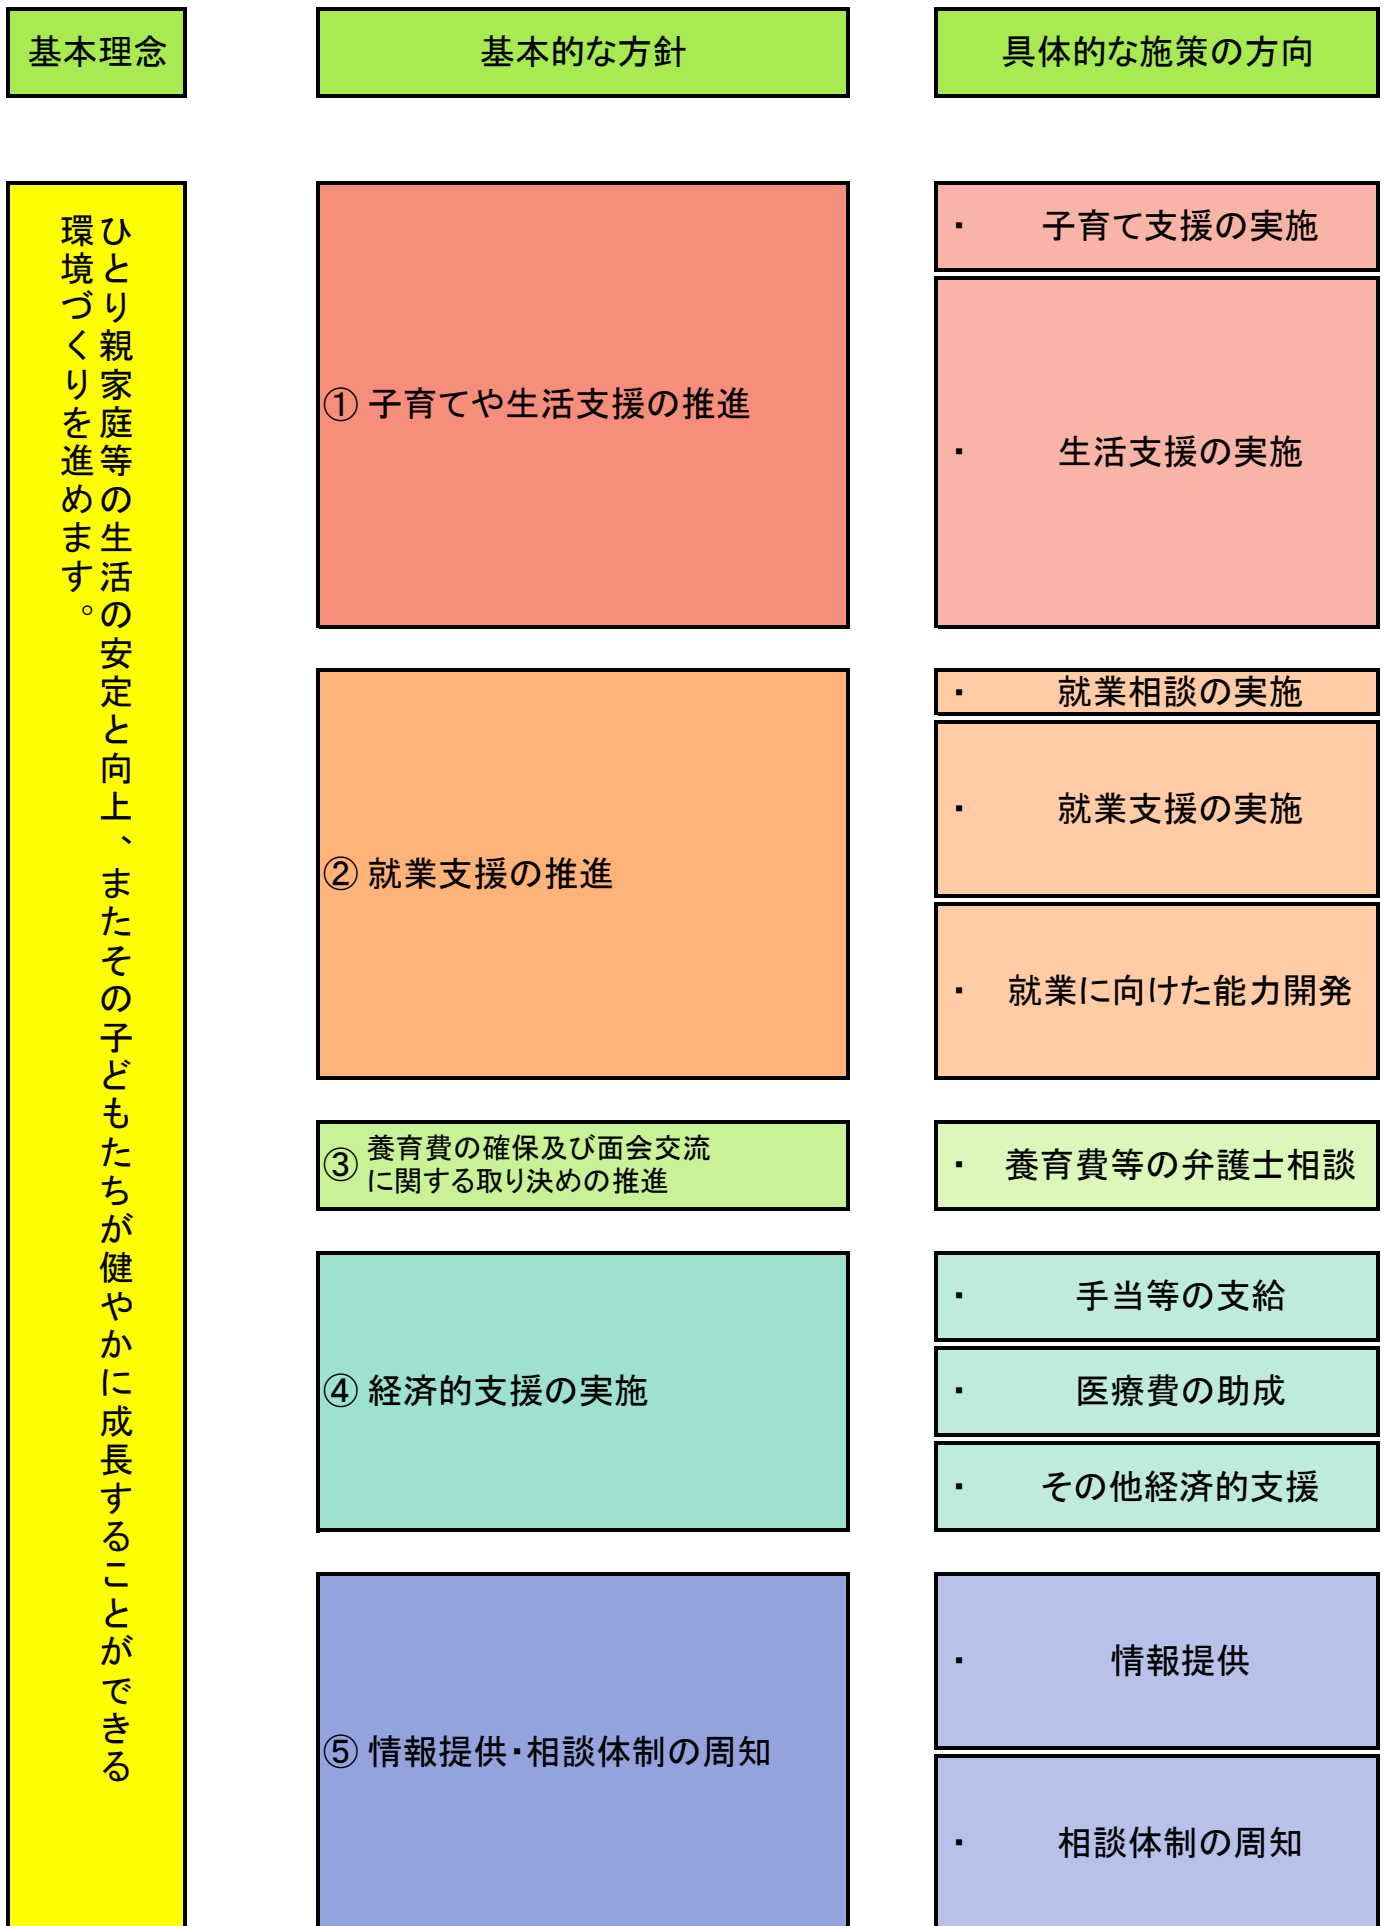 基本理念
基本的な方針
具体的な施策の方向
ひとり親家庭等の生活の安定と向上、またその子どもたちが健やかに成長することができる
環境づくりを進めます。
① 子育てや生活支援の推進
・ 子育て支援の実施
・ 生活支援の実施
② 就業支援の推進
・ 就業相談の実施
・ 就業支援の実施
・ 就業に向けた能力開発
③ 養育費の確保及び面会交流
に関する取り決めの推進
・ 養育費等の弁護士相談
④ 経済的支援の実施
・ 手当等の支給
・ 医療費の助成
・ その他経済的支援
⑤ 情報提供・相談体制の周知
・ 情報提供
・ 相談体制の周知